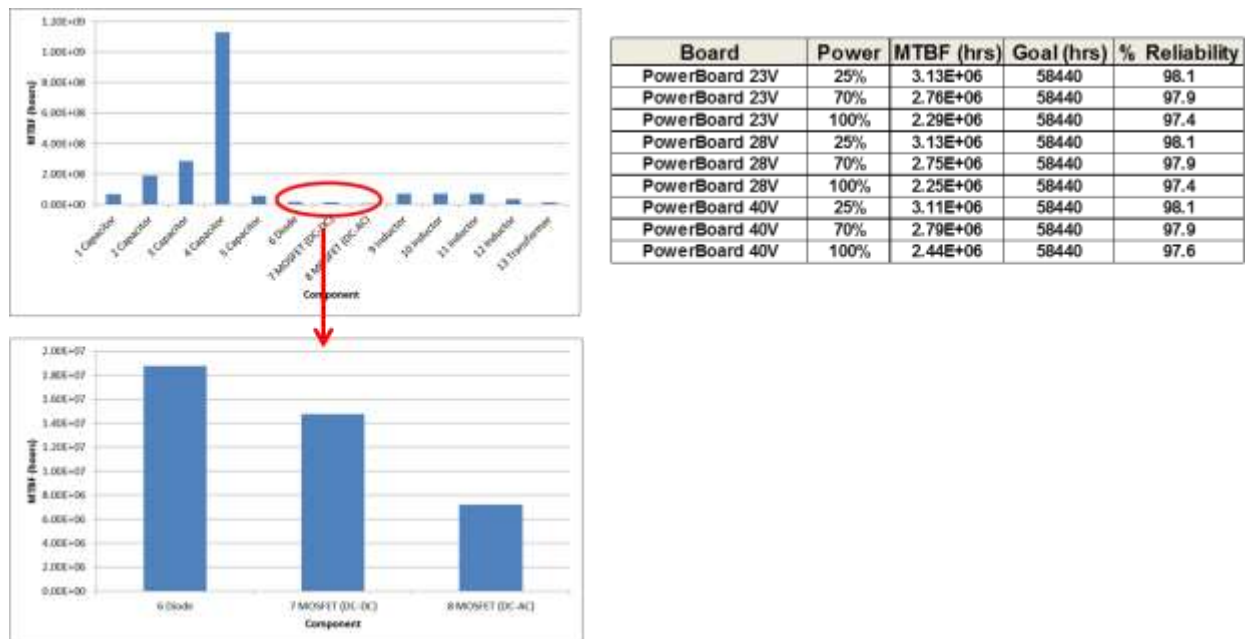 1.20E+09
1.00E+09
8.00E+08
6.00E+08
4.00E+08
2.00E+08
0.00E+00
MTBF (hours)
1 Capacitor
2 Capacitor
3 Capacitor
4 Capacitor
5 Capacitor
6 Diode
7 MOSFET (DC-DC)
8 MOSFET (DC-AC)
9 Inductor
10 Inductor
11 Inductor
12 Inductor
13 Transformer
Component
Board Power MTBF (hrs) Goal (hrs) % Reliability
PowerBoard 23V 25% 3.13E+06 58440 98.1
PowerBoard 23V 70% 2.76E+06 58440 97.9
PowerBoard 23V 100% 2.29E+06 58440 97.4
PowerBoard 28V 25% 3.13E+06 58440 98.1
PowerBoard 28V 70% 2.75E+06 58440 97.9
PowerBoard 28V 100% 2.25E+06 58440 97.4
PowerBoard 40V 25% 3.11E+06 58440 98.1
PowerBoard 40V 70% 2.79E+06 58440 97.9
PowerBoard 40V 100% 2.44E+06 58440 97.6
2.00E+07
1.80E+07
1.60E+07
1.40E+07
1.20E+07
1.00E+07
8.00E+06
6.00E+06
4.00E+06
2.00E+06
0.00E+00
MTBF (hours)
6 Diode
7 MOSFET (DC-DC)
8 MOSFET (DC-AC)
Component